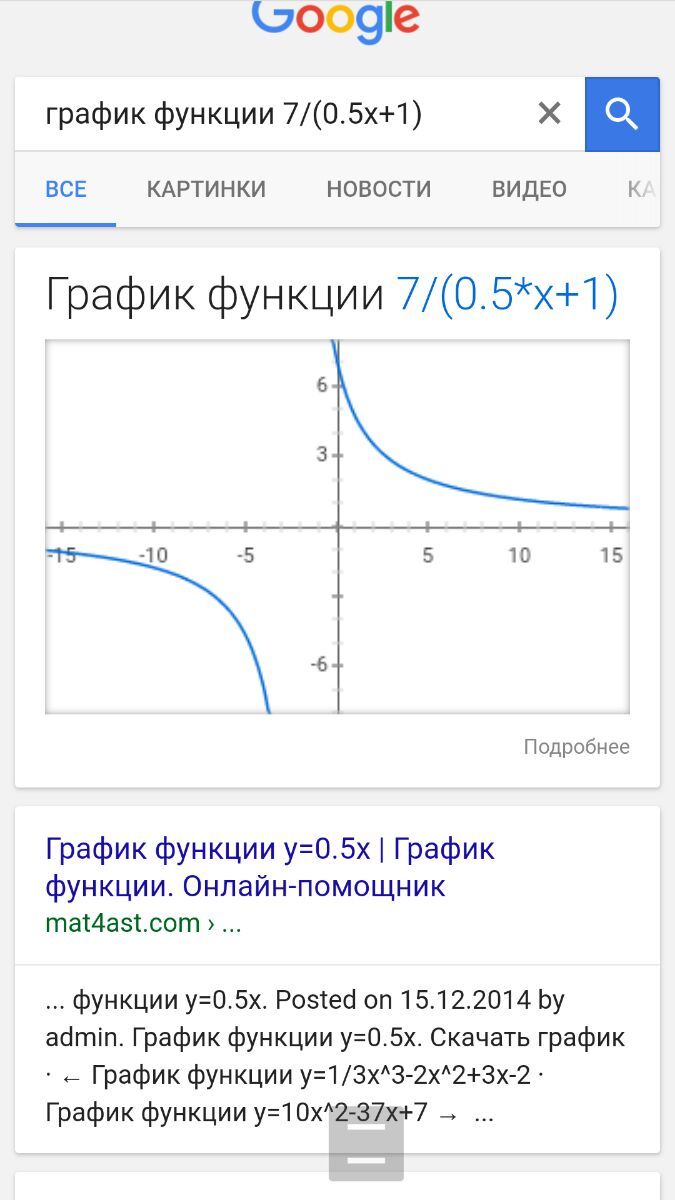 Google
график функции 7/(0.5x+1)
ВСЕ КАРТИНКИ НОВОСТИ ВИДЕО КА
График функции 7/(0.5*x+1)
6
3
-15 -10 -5 5 10 15
-6
Подробнее
График функции y=0.5x | График
функции. Онлайн-помощник
mat4ast.com › ...
... функции y=0.5x. Posted on 15.12.2014 by
admin. График функции y=0.5x. Скачать график
· ← График функции y=1/3x^3-2x^2+3x-2 ·
График функции y=10x^2-37x+7 → ...